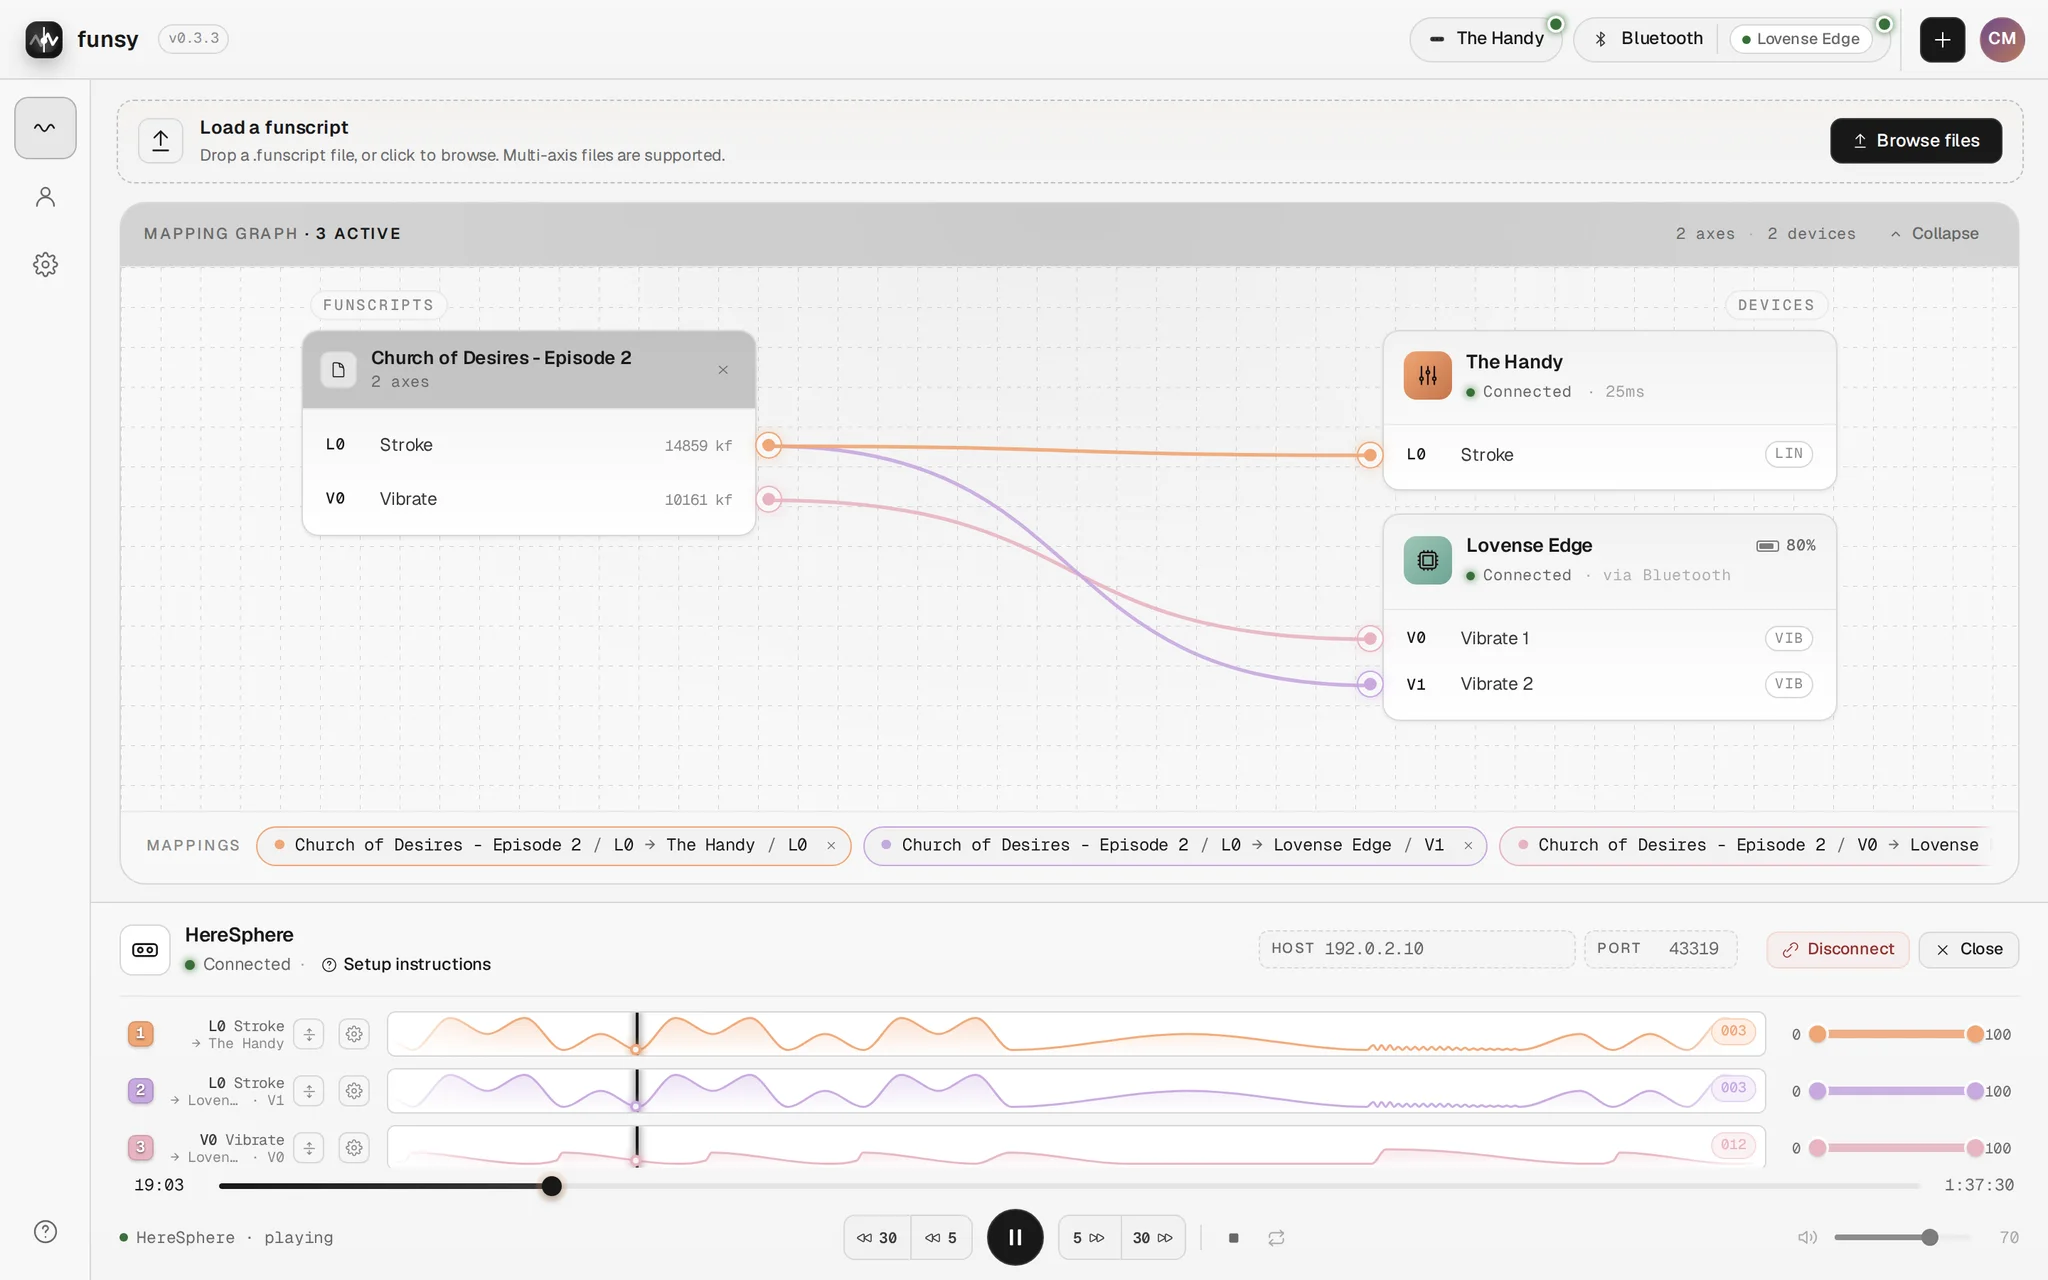 funsy v0.3.3
The Handy
Bluetooth
Lovense Edge
CM
Load a funscript
Drop a .funscript file, or click to browse. Multi-axis files are supported.
Browse files
MAPPING GRAPH · 3 ACTIVE
2 axes · 2 devices
Collapse
FUNSCRIPTS
DEVICES
Church of Desires - Episode 2
2 axes
L0 Stroke 14859 kf
V0 Vibrate 10161 kf
The Handy
Connected · 25ms
L0 Stroke LIN
Lovense Edge 80%
Connected · via Bluetooth
V0 Vibrate 1 VIB
V1 Vibrate 2 VIB
MAPPINGS
Church of Desires - Episode 2 / L0 → The Handy / L0 ×
Church of Desires - Episode 2 / L0 → Lovense Edge / V1 ×
Church of Desires - Episode 2 / V0 → Lovense
HereSphere
Connected · Setup instructions
HOST 192.0.2.10
PORT 43319
Disconnect
Close
1 L0 Stroke
→ The Handy
003
0 100
2 L0 Stroke
→ Loven… · V1
003
0 100
3 V0 Vibrate
→ Loven… · V0
012
0 100
19:03
1:37:30
HereSphere · playing
30
5
5
30
70